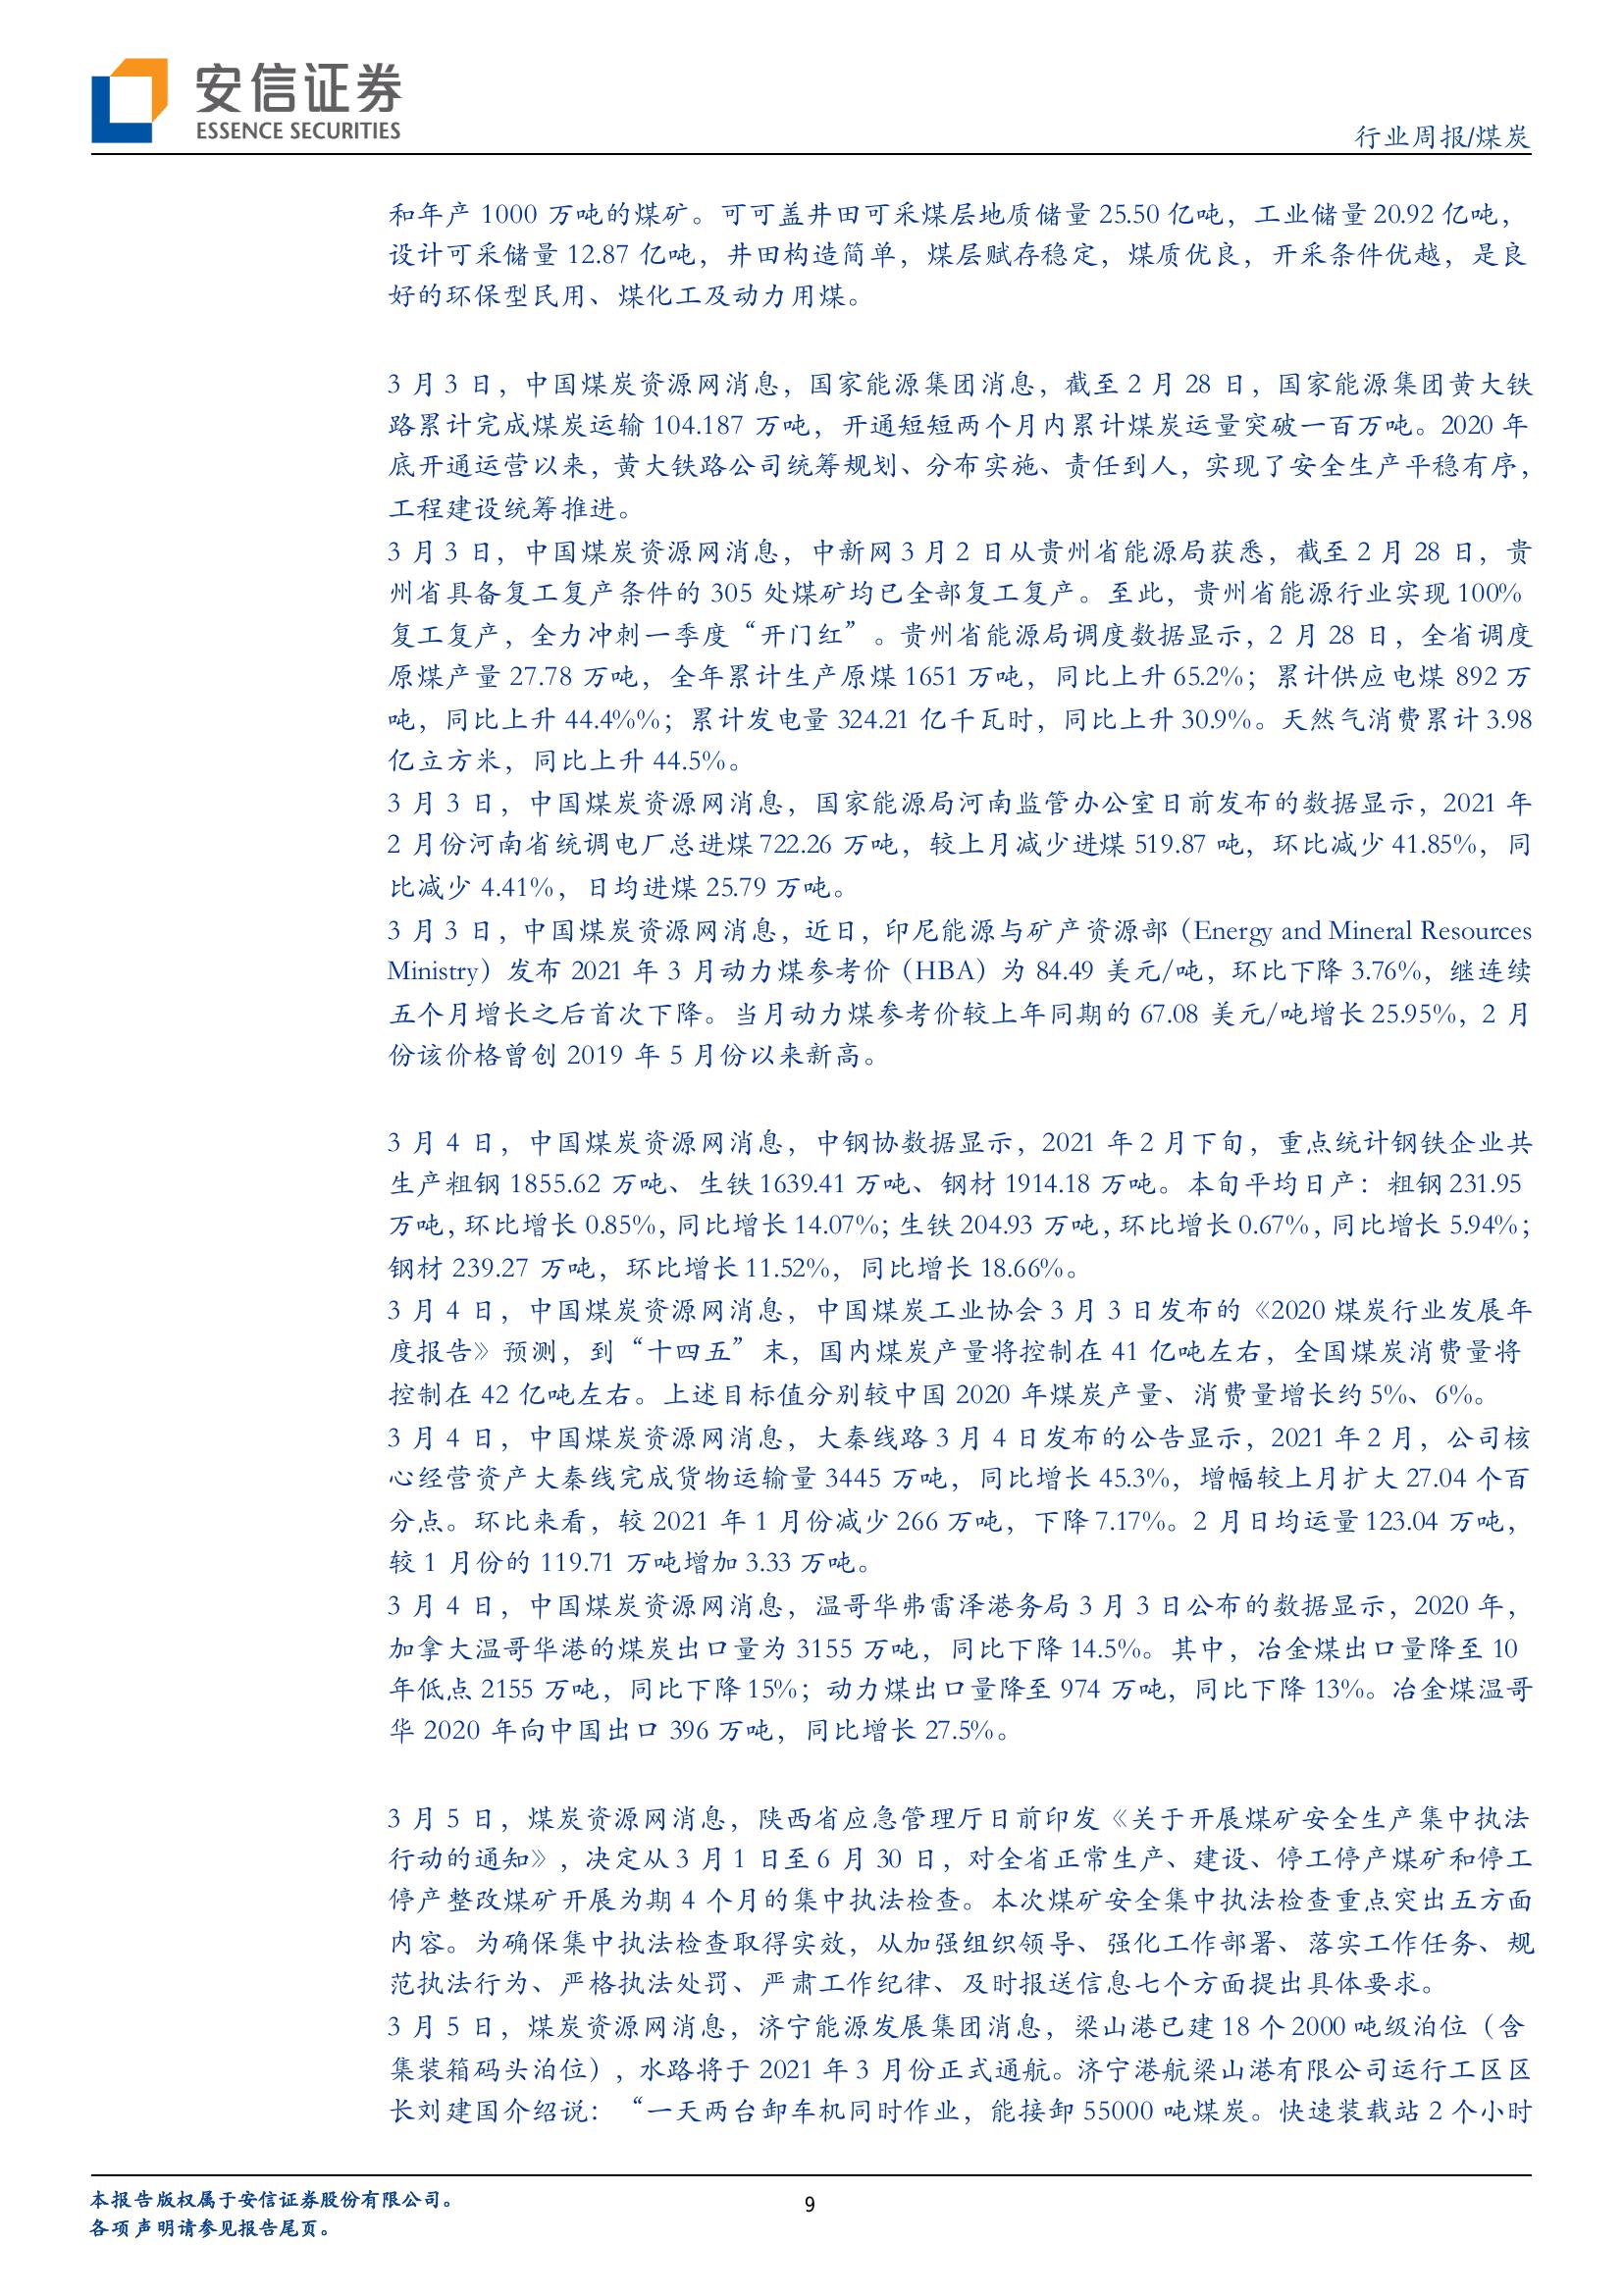 安信证券
ESSENCE SECURITIES
行业周报/煤炭
和年产 1000 万吨的煤矿。可可盖井田可采煤层地质储量 25.50 亿吨，工业储量 20.92 亿吨，
设计可采储量 12.87 亿吨，井田构造简单，煤层赋存稳定，煤质优良，开采条件优越，是良
好的环保型民用、煤化工及动力用煤。
3 月 3 日，中国煤炭资源网消息，国家能源集团消息，截至 2 月 28 日，国家能源集团黄大铁
路累计完成煤炭运输 104.187 万吨，开通短短两个月内累计煤炭运量突破一百万吨。2020 年
底开通运营以来，黄大铁路公司统筹规划、分布实施、责任到人，实现了安全生产平稳有序，
工程建设统筹推进。
3 月 3 日，中国煤炭资源网消息，中新网 3 月 2 日从贵州省能源局获悉，截至 2 月 28 日，贵
州省具备复工复产条件的 305 处煤矿均已全部复工复产。至此，贵州省能源行业实现 100%
复工复产，全力冲刺一季度“开门红”。贵州省能源局调度数据显示，2 月 28 日，全省调度
原煤产量 27.78 万吨，全年累计生产原煤 1651 万吨，同比上升 65.2%；累计供应电煤 892 万
吨，同比上升 44.4%%；累计发电量 324.21 亿千瓦时，同比上升 30.9%。天然气消费累计 3.98
亿立方米，同比上升 44.5%。
3 月 3 日，中国煤炭资源网消息，国家能源局河南监管办公室日前发布的数据显示，2021 年
2 月份河南省统调电厂总进煤 722.26 万吨，较上月减少进煤 519.87 吨，环比减少 41.85%，同
比减少 4.41%，日均进煤 25.79 万吨。
3 月 3 日，中国煤炭资源网消息，近日，印尼能源与矿产资源部（Energy and Mineral Resources
Ministry）发布 2021 年 3 月动力煤参考价（HBA）为 84.49 美元/吨，环比下降 3.76%，继连续
五个月增长之后首次下降。当月动力煤参考价较上年同期的 67.08 美元/吨增长 25.95%，2 月
份该价格曾创 2019 年 5 月份以来新高。
3 月 4 日，中国煤炭资源网消息，中钢协数据显示，2021 年 2 月下旬，重点统计钢铁企业共
生产粗钢 1855.62 万吨、生铁 1639.41 万吨、钢材 1914.18 万吨。本旬平均日产：粗钢 231.95
万吨，环比增长 0.85%，同比增长 14.07%；生铁 204.93 万吨，环比增长 0.67%，同比增长 5.94%；
钢材 239.27 万吨，环比增长 11.52%，同比增长 18.66%。
3 月 4 日，中国煤炭资源网消息，中国煤炭工业协会 3 月 3 日发布的《2020 煤炭行业发展年
度报告》预测，到“十四五”末，国内煤炭产量将控制在 41 亿吨左右，全国煤炭消费量将
控制在 42 亿吨左右。上述目标值分别较中国 2020 年煤炭产量、消费量增长约 5%、6%。
3 月 4 日，中国煤炭资源网消息，大秦线路 3 月 4 日发布的公告显示，2021 年 2 月，公司核
心经营资产大秦线完成货物运输量 3445 万吨，同比增长 45.3%，增幅较上月扩大 27.04 个百
分点。环比来看，较 2021 年 1 月份减少 266 万吨，下降 7.17%。2 月日均运量 123.04 万吨，
较 1 月份的 119.71 万吨增加 3.33 万吨。
3 月 4 日，中国煤炭资源网消息，温哥华弗雷泽港务局 3 月 3 日公布的数据显示，2020 年，
加拿大温哥华港的煤炭出口量为 3155 万吨，同比下降 14.5%。其中，冶金煤出口量降至 10
年低点 2155 万吨，同比下降 15%；动力煤出口量降至 974 万吨，同比下降 13%。冶金煤温哥
华 2020 年向中国出口 396 万吨，同比增长 27.5%。
3 月 5 日，煤炭资源网消息，陕西省应急管理厅日前印发《关于开展煤矿安全生产集中执法
行动的通知》，决定从 3 月 1 日至 6 月 30 日，对全省正常生产、建设、停工停产煤矿和停工
停产整改煤矿开展为期 4 个月的集中执法检查。本次煤矿安全集中执法检查重点突出五方面
内容。为确保集中执法检查取得实效，从加强组织领导、强化工作部署、落实工作任务、规
范执法行为、严格执法处罚、严肃工作纪律、及时报送信息七个方面提出具体要求。
3 月 5 日，煤炭资源网消息，济宁能源发展集团消息，梁山港已建 18 个 2000 吨级泊位（含
集装箱码头泊位），水路将于 2021 年 3 月份正式通航。济宁港航梁山港有限公司运行工区区
长刘建国介绍说：“一天两台卸车机同时作业，能接卸 55000 吨煤炭。快速装载站 2 个小时
本报告版权属于安信证券股份有限公司。
各项声明请参见报告尾页。
9